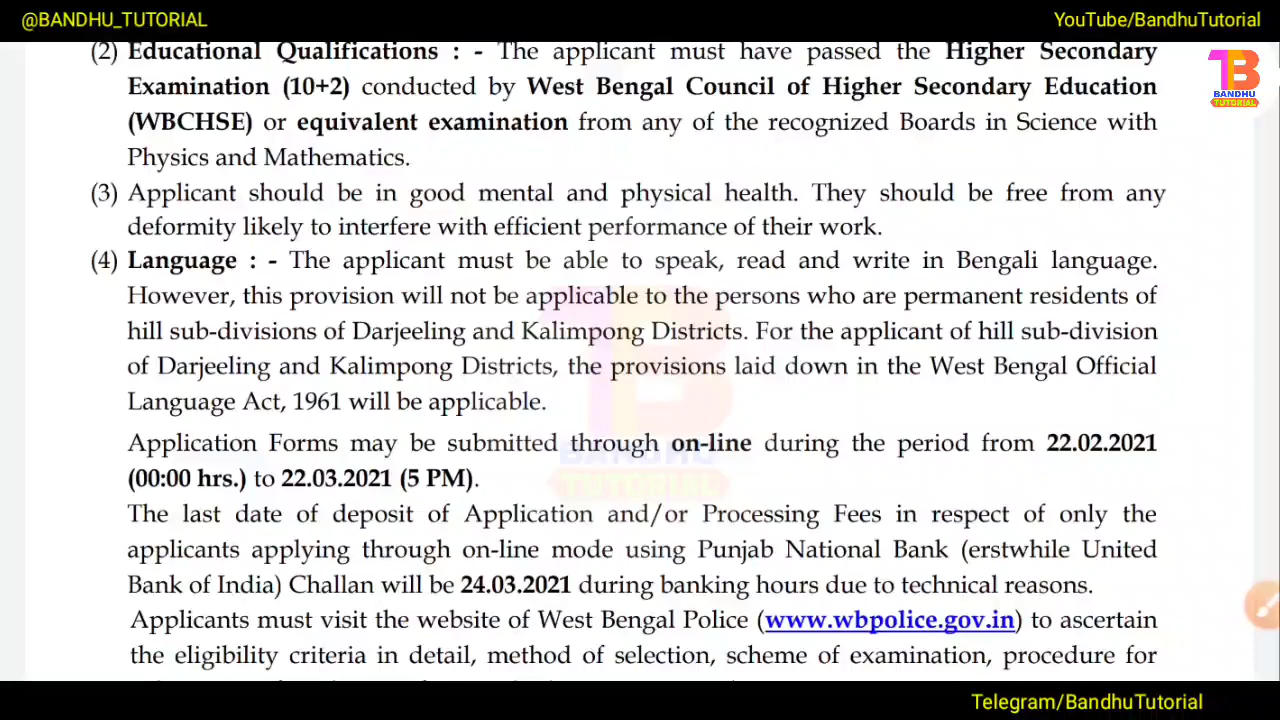 @BANDHU_TUTORIAL
YouTube/BandhuTutorial
(2) Educational Qualifications : - The applicant must have passed the Higher Secondary
Examination (10+2) conducted by West Bengal Council of Higher Secondary Education
(WBCHSE) or equivalent examination from any of the recognized Boards in Science with
Physics and Mathematics.
(3) Applicant should be in good mental and physical health. They should be free from any
deformity likely to interfere with efficient performance of their work.
(4) Language : - The applicant must be able to speak, read and write in Bengali language.
However, this provision will not be applicable to the persons who are permanent residents of
hill sub-divisions of Darjeeling and Kalimpong Districts. For the applicant of hill sub-division
of Darjeeling and Kalimpong Districts, the provisions laid down in the West Bengal Official
Language Act, 1961 will be applicable.
Application Forms may be submitted through on-line during the period from 22.02.2021
(00:00 hrs.) to 22.03.2021 (5 PM).
The last date of deposit of Application and/or Processing Fees in respect of only the
applicants applying through on-line mode using Punjab National Bank (erstwhile United
Bank of India) Challan will be 24.03.2021 during banking hours due to technical reasons.
Applicants must visit the website of West Bengal Police (www.wbpolice.gov.in) to ascertain
the eligibility criteria in detail, method of selection, scheme of examination, procedure for
TB
BANDHU
TUTORIAL
BANDHU
TUTORIAL
Telegram/BandhuTutorial